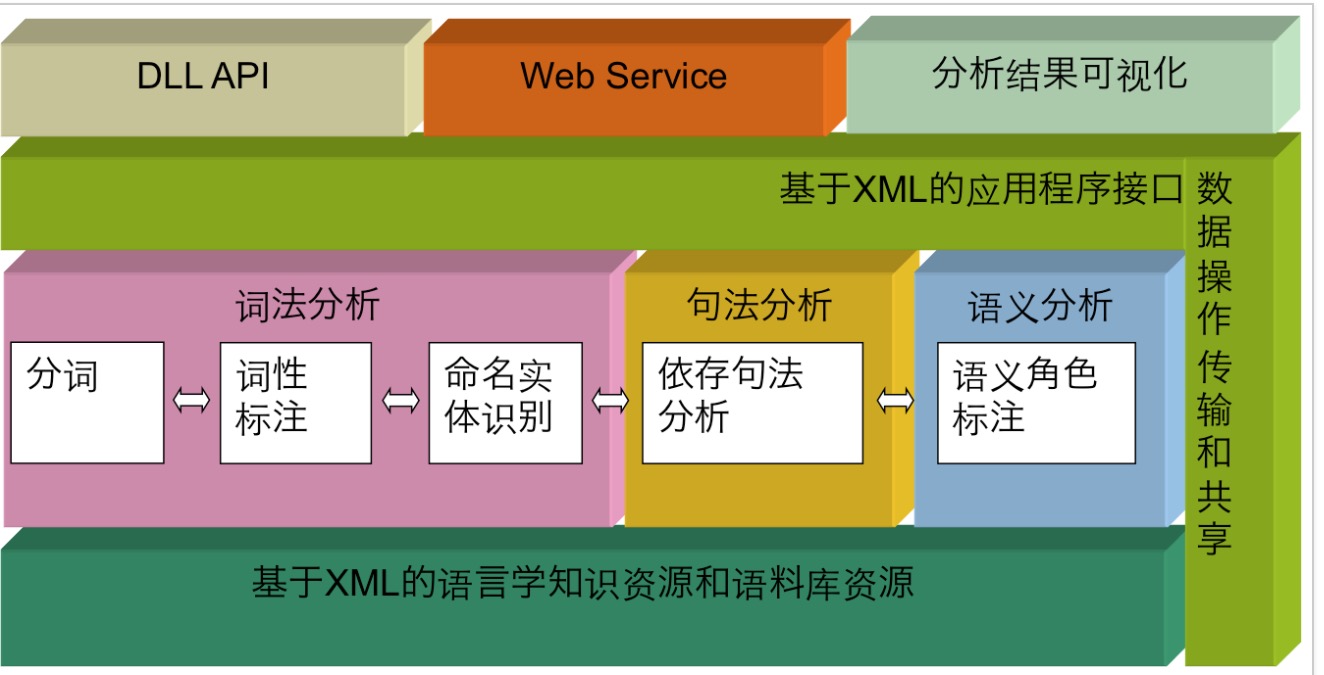 DLL API
Web Service
分析结果可视化
基于XML的应用程序接口
数据操作传输和共享
词法分析
句法分析
语义分析
分词
词性
标注
命名实
体识别
依存句法
分析
语义角色
标注
基于XML的语言学知识资源和语料库资源